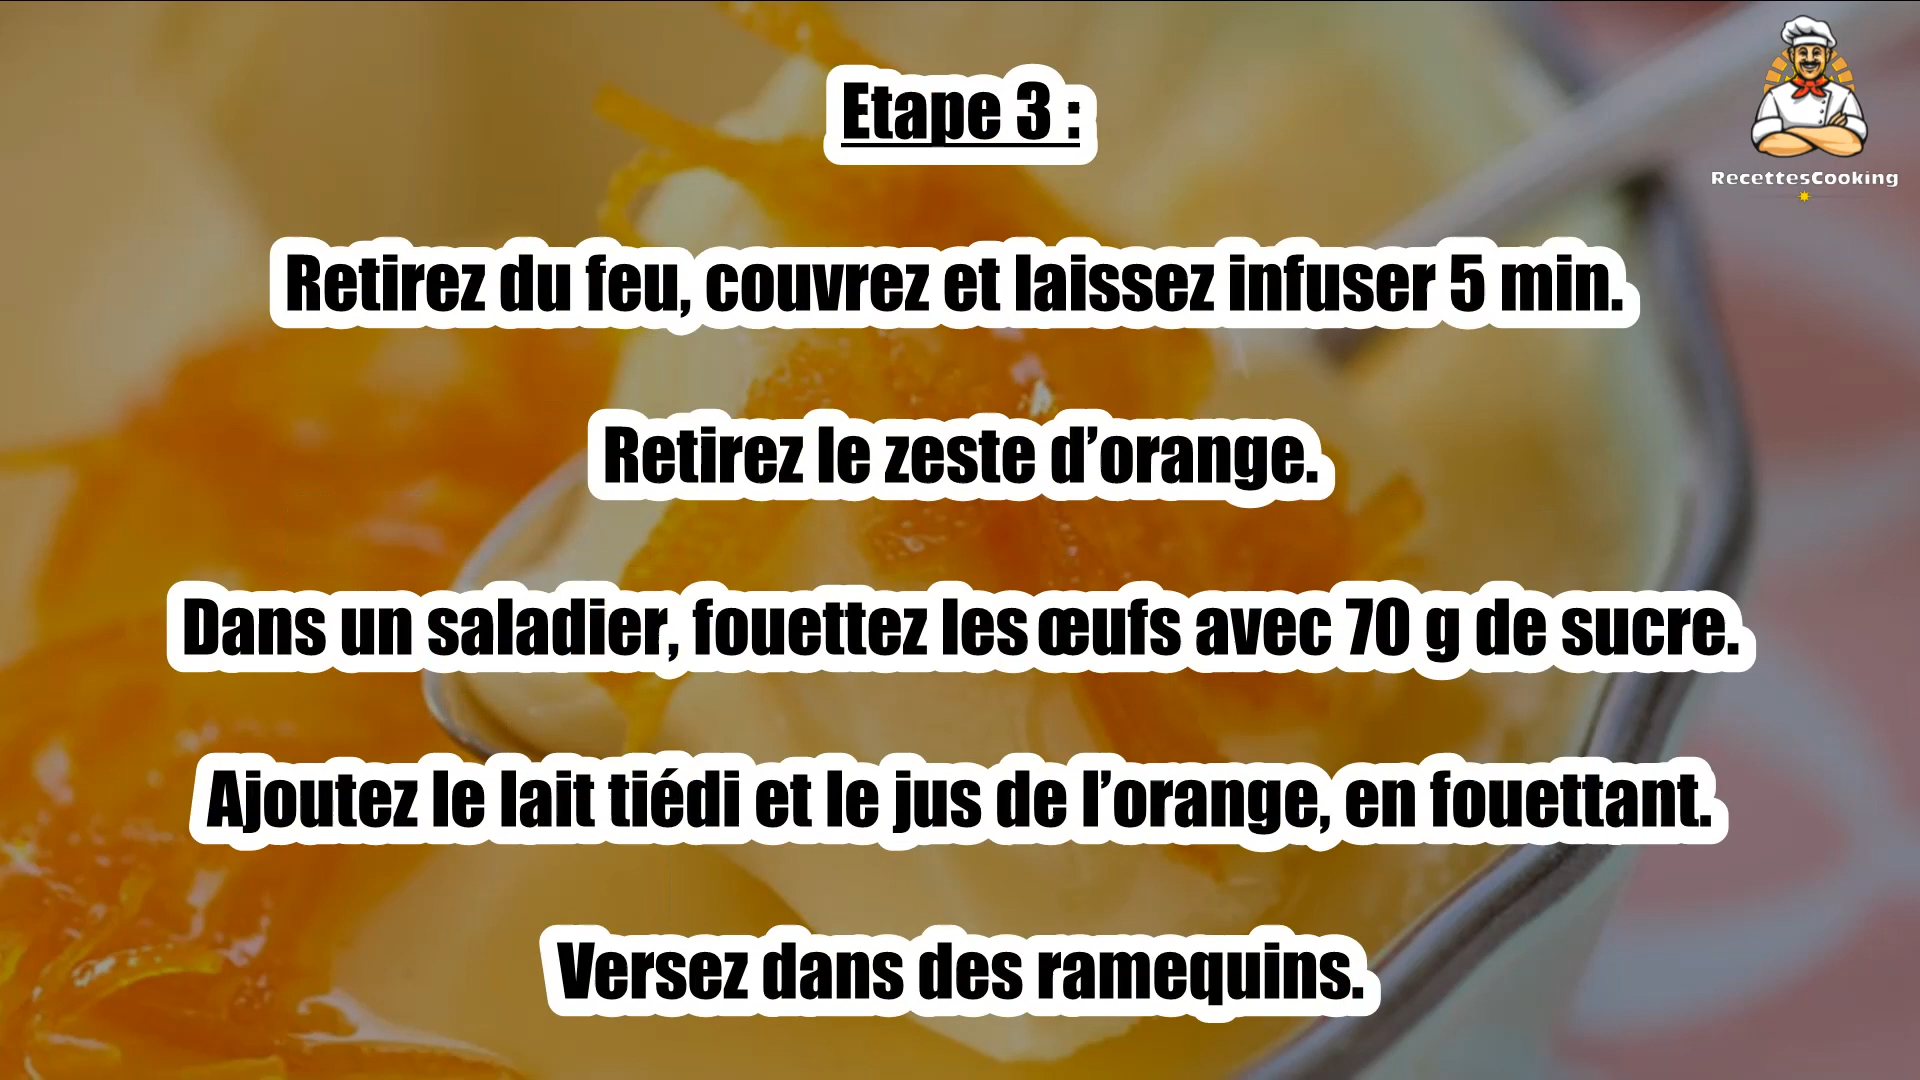 Etape 3 :
RecettesCooking
Retirez du feu, couvrez et laissez infuser 5 min.
Retirez le zeste d’orange.
Dans un saladier, fouettez les œufs avec 70 g de sucre.
Ajoutez le lait tiédi et le jus de l’orange, en fouettant.
Versez dans des ramequins.